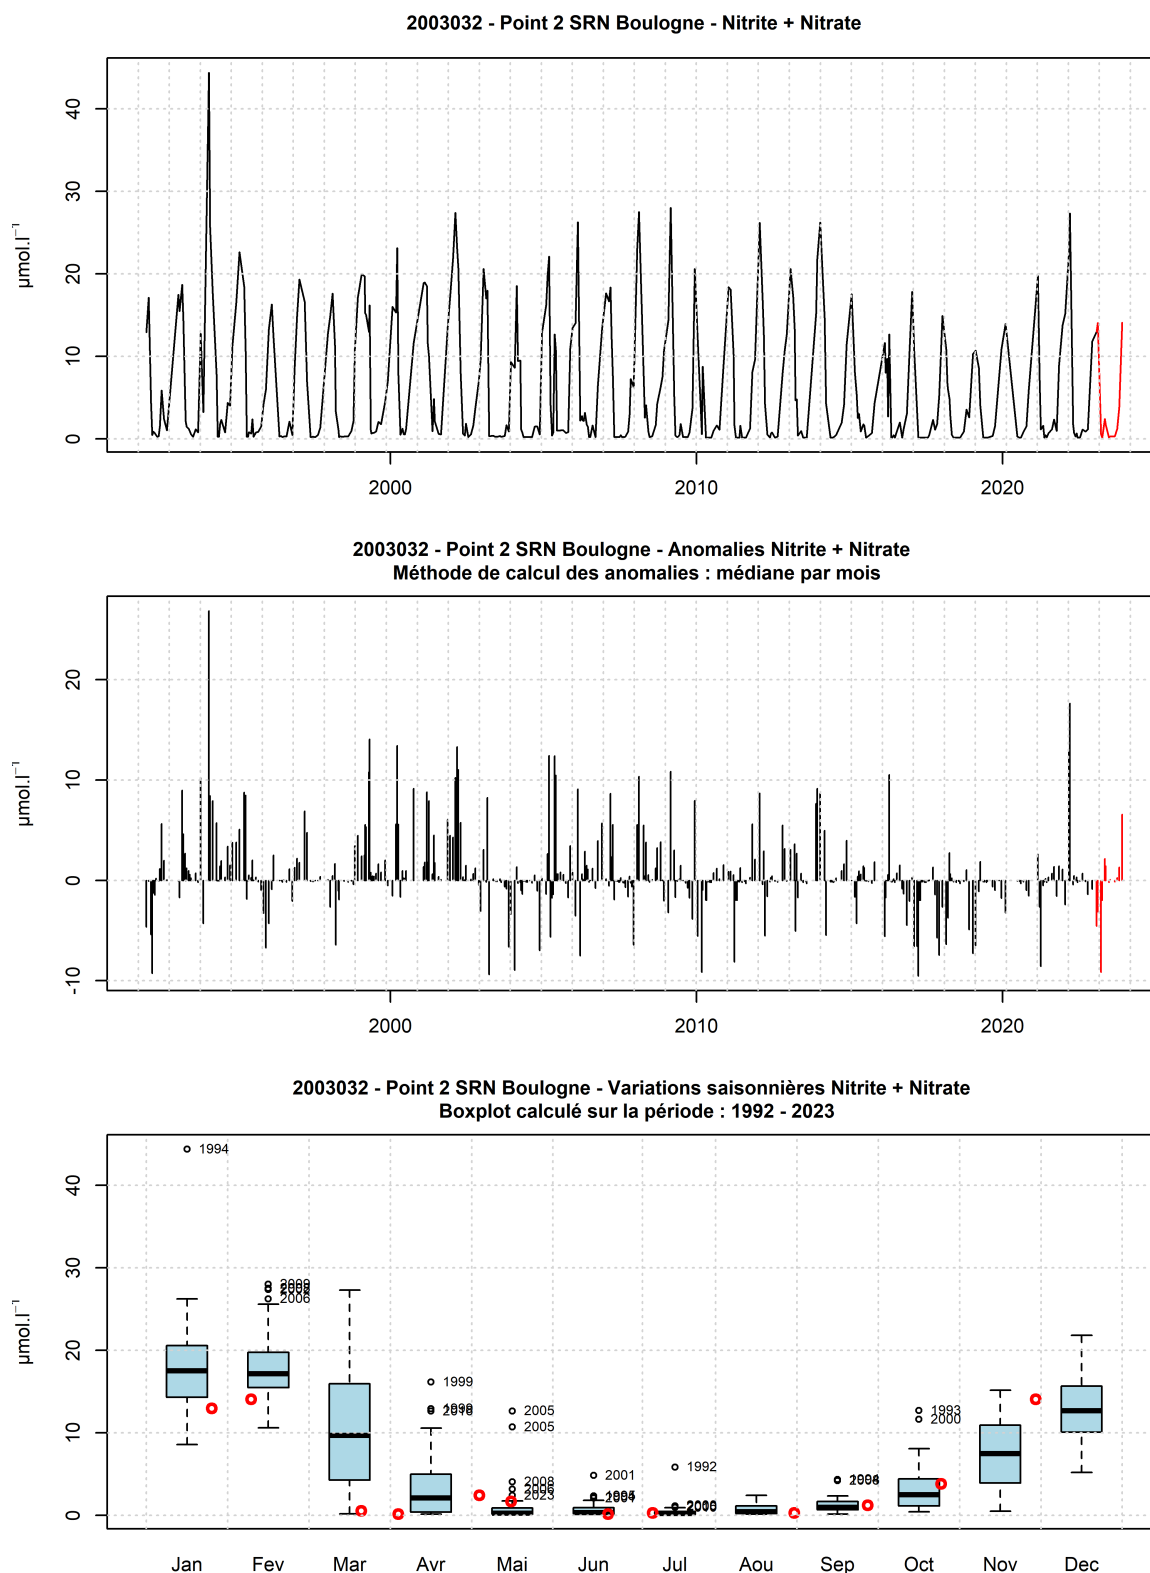 2003032 - Point 2 SRN Boulogne - Nitrite + Nitrate
µmol.l⁻¹
40
30
20
10
0
2000
2010
2020
2003032 - Point 2 SRN Boulogne - Anomalies Nitrite + Nitrate
Méthode de calcul des anomalies : médiane par mois
µmol.l⁻¹
20
10
0
-10
2000
2010
2020
2003032 - Point 2 SRN Boulogne - Variations saisonnières Nitrite + Nitrate
Boxplot calculé sur la période : 1992 - 2023
µmol.l⁻¹
40
30
20
10
0
1994
2009
2006
1999
2005
2005
2008
2006
2023
2001
1992
1993
2000
Jan
Fev
Mar
Avr
Mai
Jun
Jul
Aou
Sep
Oct
Nov
Dec